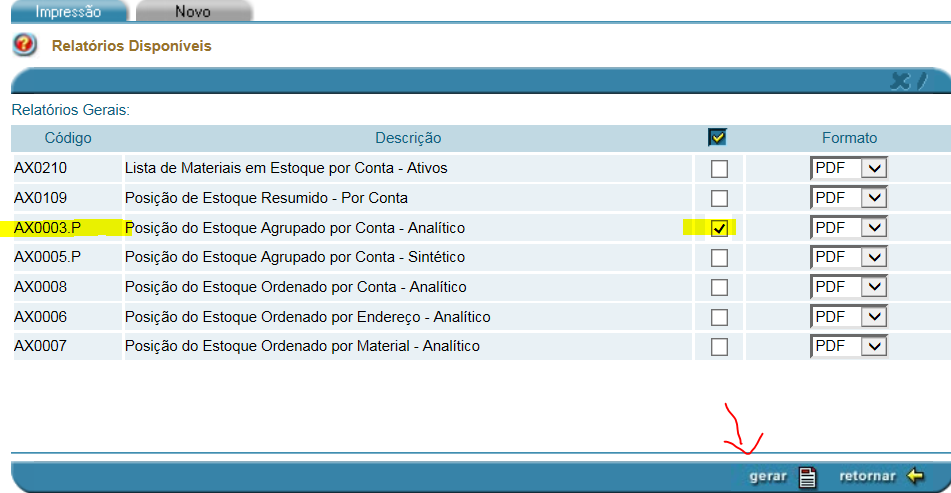 Impressão Novo
Relatórios Disponíveis
Relatórios Gerais:
Código Descrição Formato
AX0210 Lista de Materiais em Estoque por Conta - Ativos PDF
AX0109 Posição de Estoque Resumido - Por Conta PDF
AX0003.P Posição do Estoque Agrupado por Conta - Analítico PDF
AX0005.P Posição do Estoque Agrupado por Conta - Sintético PDF
AX0008 Posição do Estoque Ordenado por Conta - Analítico PDF
AX0006 Posição do Estoque Ordenado por Endereço - Analítico PDF
AX0007 Posição do Estoque Ordenado por Material - Analítico PDF
gerar retornar